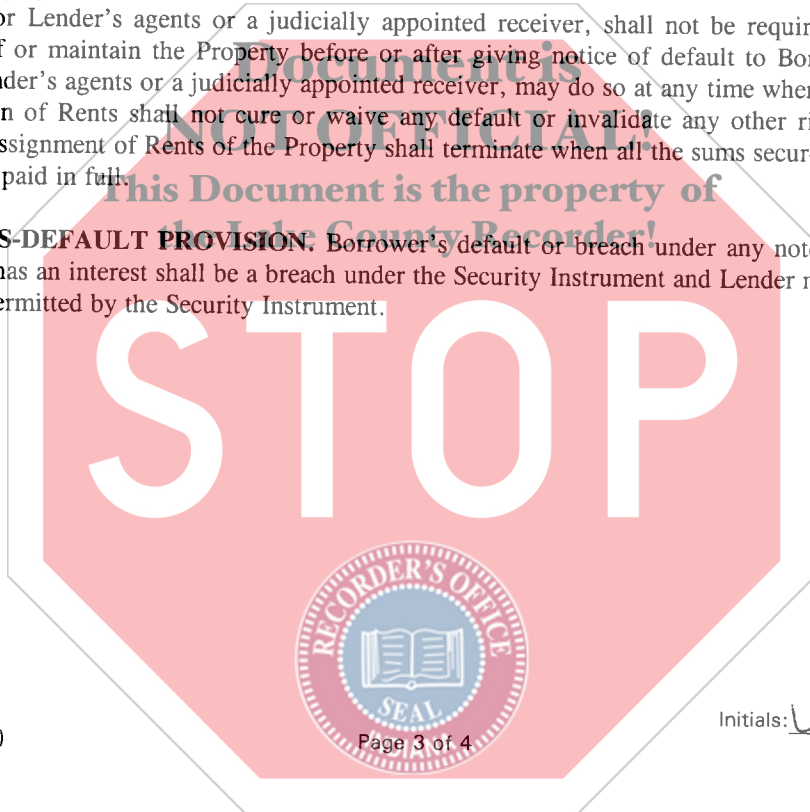 or Lender's agents or a judicially appointed receiver, shall not be requir
f or maintain the Property before or after giving notice of default to Bor
nder's agents or a judicially appointed receiver, may do so at any time when
n of Rents shall not cure or waive any default or invalidate any other ri
ssignment of Rents of the Property shall terminate when all the sums secur
paid in full.
Document is
NOT OFFICIAL!
This Document is the property of
the Lake County Recorder!
S-DEFAULT PROVISION. Borrower's default or breach under any not
has an interest shall be a breach under the Security Instrument and Lender
ermitted by the Security Instrument.
STOP
RECORDER'S OFFICE
SEAL
INDIANA
Initials:
)
Page 3 of 4